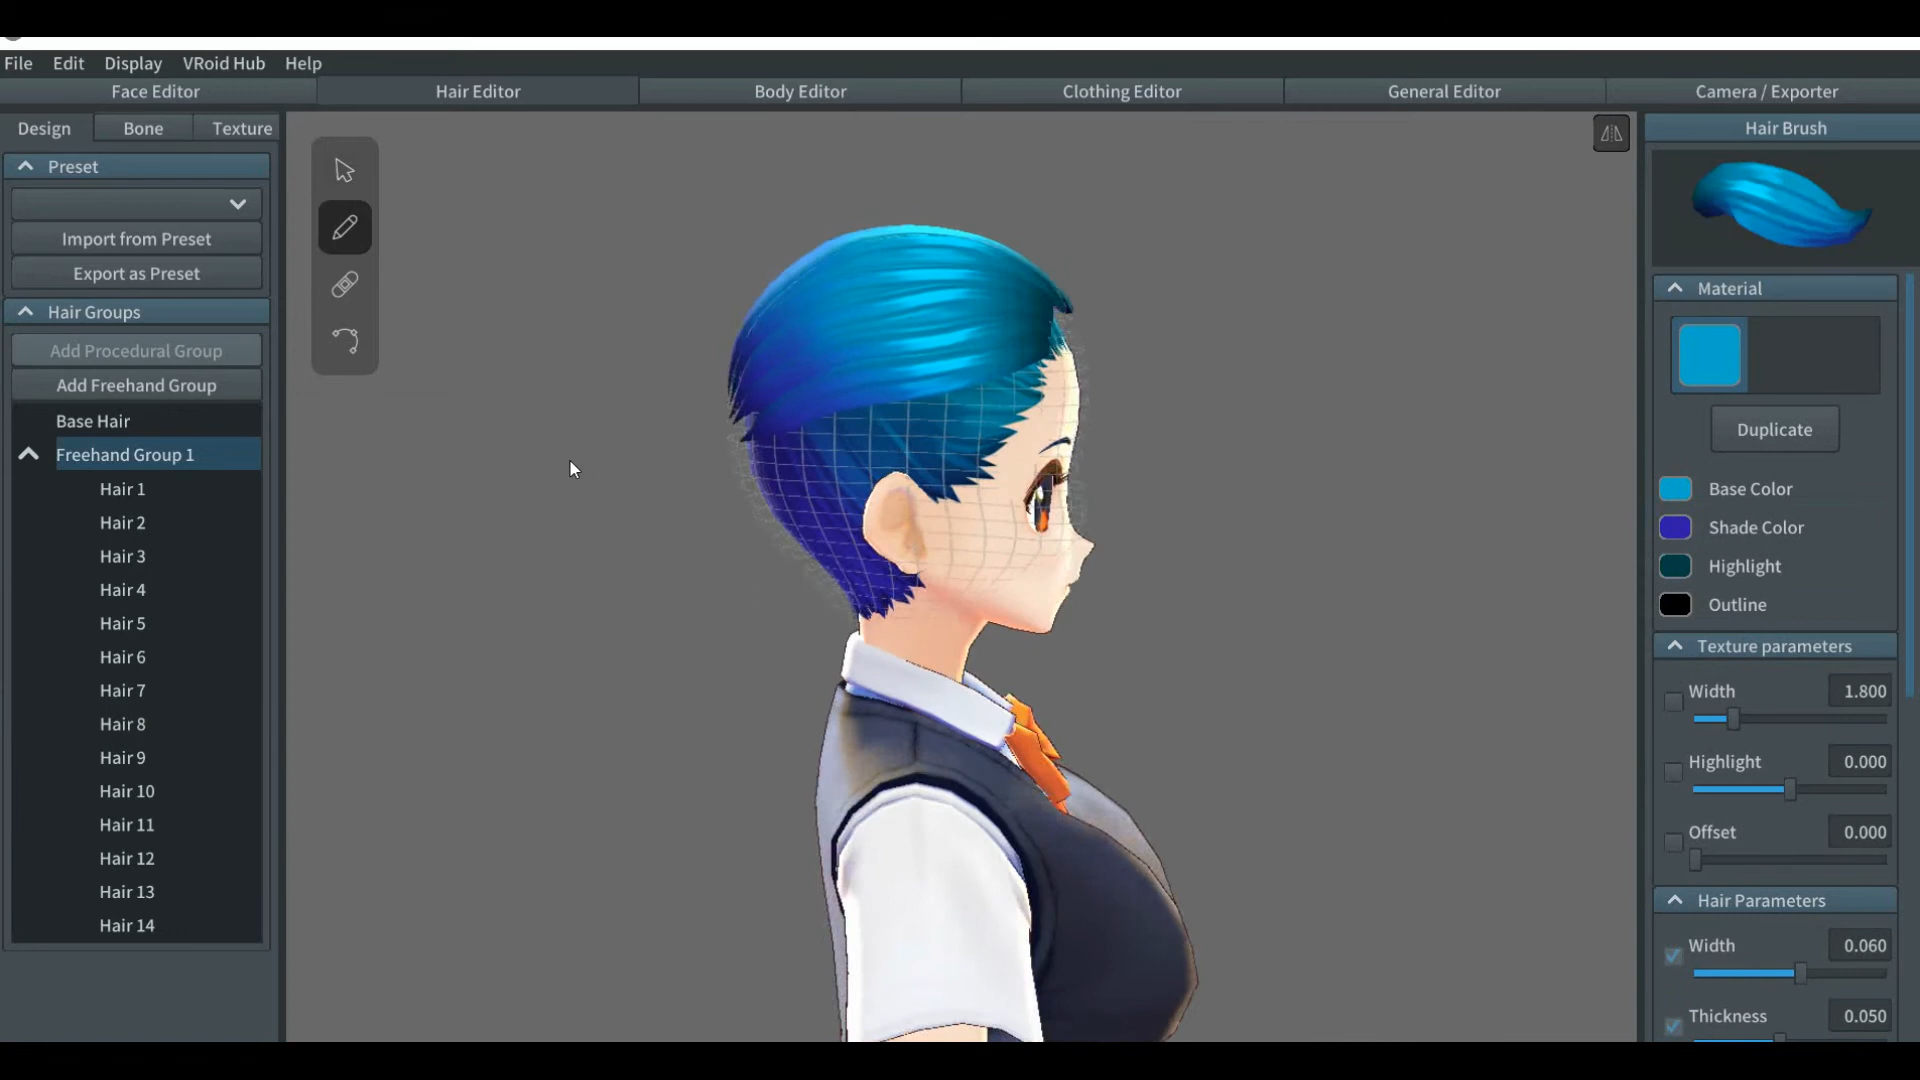 File Edit Display VRoid Hub Help
Face Editor Hair Editor Body Editor Clothing Editor General Editor Camera / Exporter
Design Bone Texture
Preset
Import from Preset
Export as Preset
Hair Groups
Add Procedural Group
Add Freehand Group
Base Hair
Freehand Group 1
Hair 1
Hair 2
Hair 3
Hair 4
Hair 5
Hair 6
Hair 7
Hair 8
Hair 9
Hair 10
Hair 11
Hair 12
Hair 13
Hair 14
Hair Brush
Material
Duplicate
Base Color
Shade Color
Highlight
Outline
Texture parameters
Width 1.800
Highlight 0.000
Offset 0.000
Hair Parameters
Width 0.060
Thickness 0.050